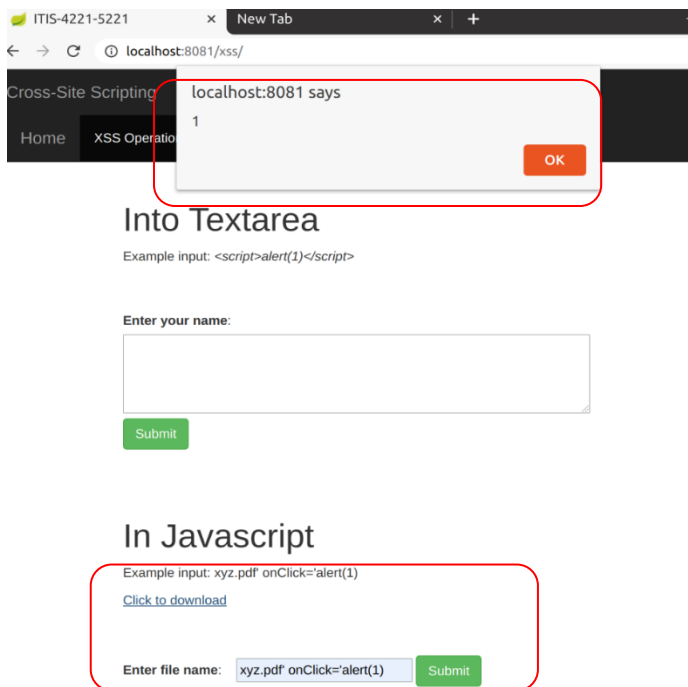 ITIS-4221-5221 × New Tab × +
localhost:8081/xss/
Cross-Site Scripting
localhost:8081 says
1
Home XSS Operatio
OK
Into Textarea
Example input: <script>alert(1)</script>
Enter your name:
Submit
In Javascript
Example input: xyz.pdf' onClick='alert(1)
Click to download
Enter file name: xyz.pdf' onClick='alert(1) Submit